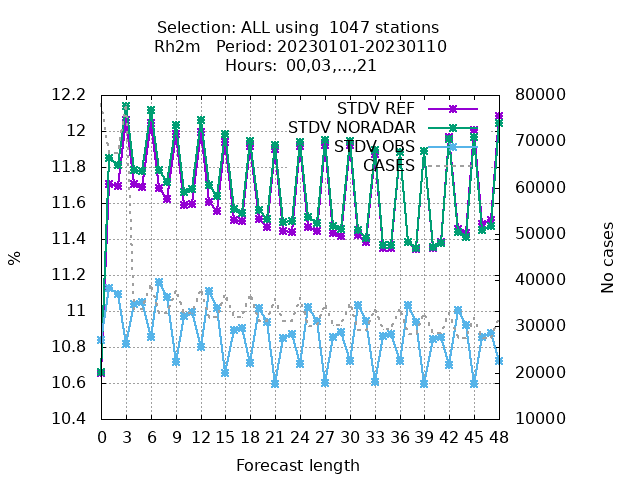 Selection: ALL using  1047 stations
Rh2m   Period: 20230101-20230110
Hours:  00,03,...,21
12.2
12
11.8
11.6
11.4
11.2
11
10.8
10.6
10.4
%
STDV REF
STDV NORADAR
STDV OBS
CASES
80000
70000
60000
50000
40000
30000
20000
10000
No cases
0 3 6 9 12 15 18 21 24 27 30 33 36 39 42 45 48
Forecast length